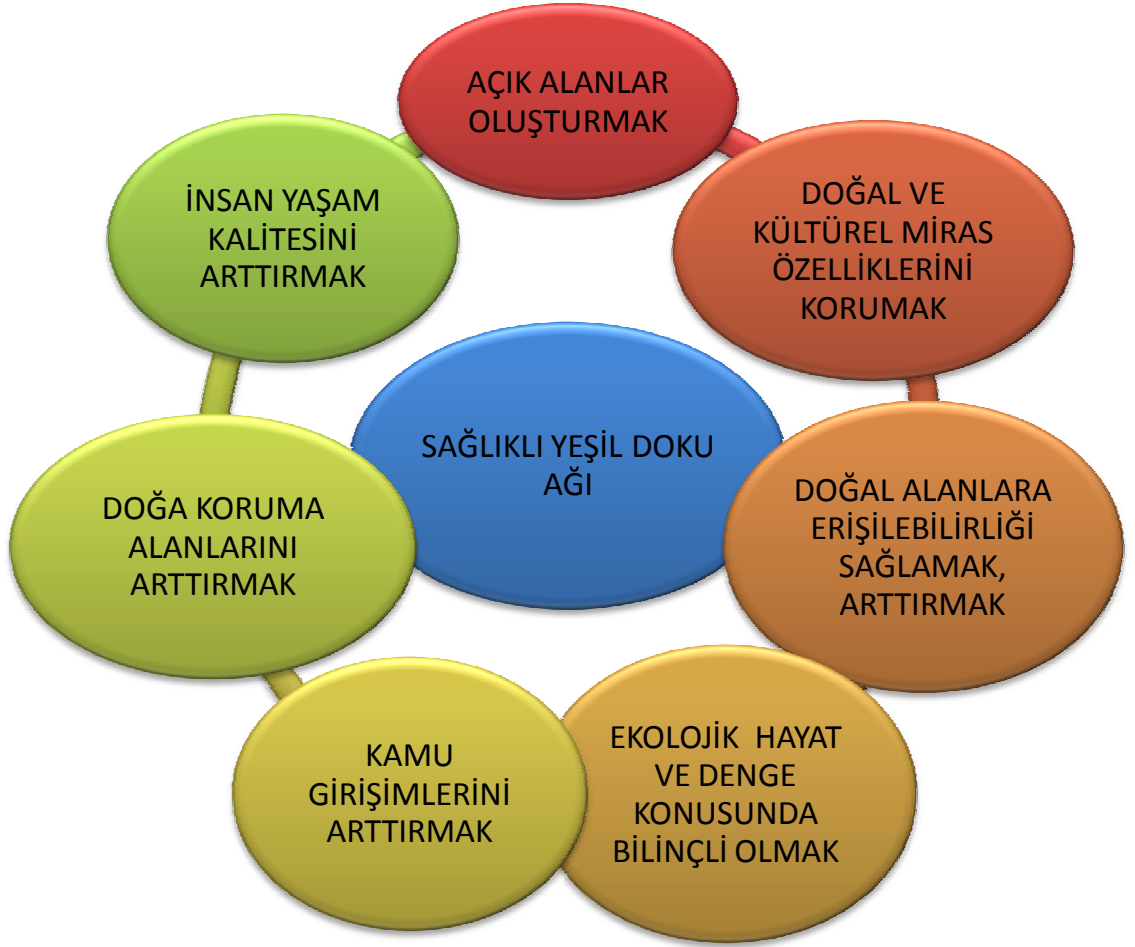 AÇIK ALANLAR
OLUŞTURMAK
DOĞAL VE
KÜLTÜREL MİRAS
ÖZELLİKLERİNİ
KORUMAK
DOĞAL ALANLARA
ERİŞİLEBİLİRLİĞİ
SAĞLAMAK,
ARTTIRMAK
EKOLOJİK HAYAT
VE DENGE
KONUSUNDA
BİLİNÇLİ OLMAK
KAMU
GİRİŞİMLERİNİ
ARTTIRMAK
DOĞA KORUMA
ALANLARINI
ARTTIRMAK
İNSAN YAŞAM
KALİTESİNİ
ARTTIRMAK
SAĞLIKLI YEŞİL DOKU
AĞI